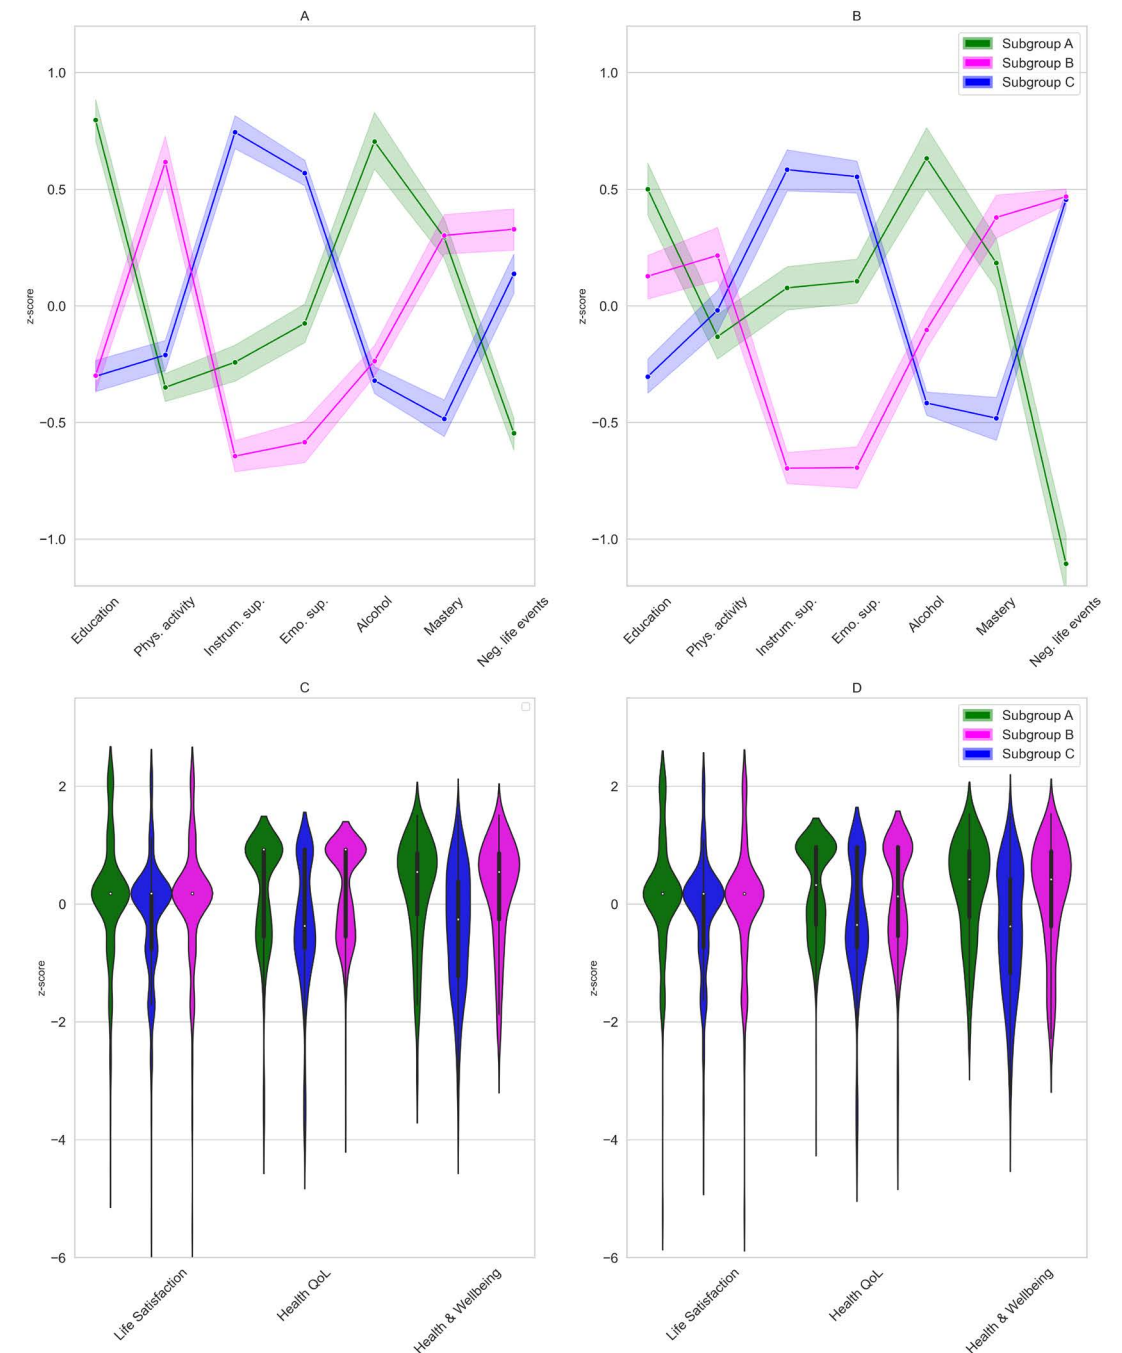 A
1.0
0.5
0.0
−0.5
−1.0
z-score
Education
Phys. activity
Instrum. sup.
Emo. sup.
Alcohol
Mastery
Neg. life events
B
Subgroup A
Subgroup B
Subgroup C
1.0
0.5
0.0
−0.5
−1.0
z-score
Education
Phys. activity
Instrum. sup.
Emo. sup.
Alcohol
Mastery
Neg. life events
C
2
0
−2
−4
−6
z-score
Life Satisfaction
Health QoL
Health & Wellbeing
D
Subgroup A
Subgroup B
Subgroup C
2
0
−2
−4
−6
z-score
Life Satisfaction
Health QoL
Health & Wellbeing